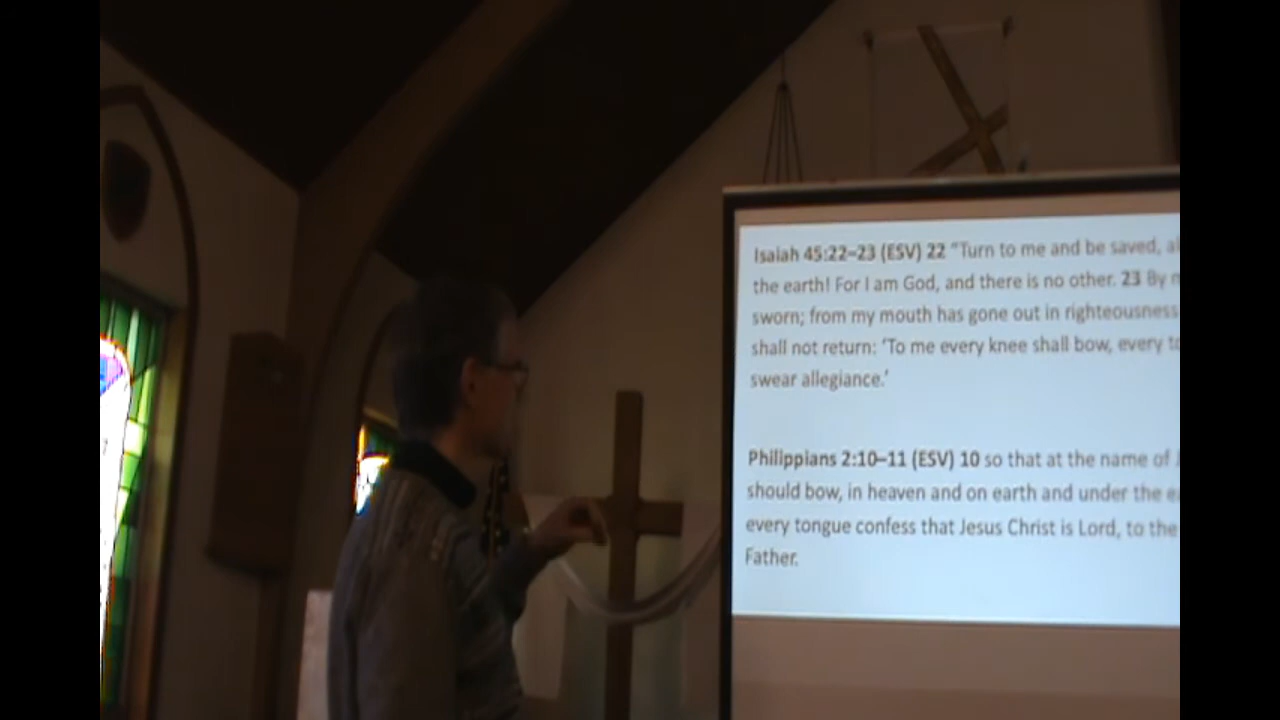 Isaiah 45:22–23 (ESV) 22 “Turn to me and be saved,
the earth! For I am God, and there is no other. 23 By
sworn; from my mouth has gone out in righteousness
shall not return: ‘To me every knee shall bow, every
swear allegiance.’
Philippians 2:10–11 (ESV) 10 so that at the name of
should bow, in heaven and on earth and under the
every tongue confess that Jesus Christ is Lord, to the
Father.